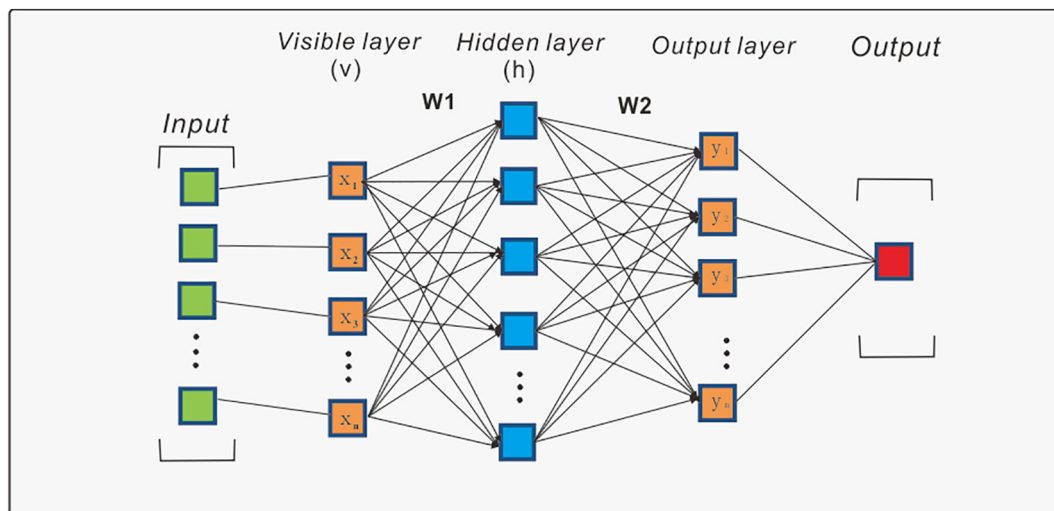 Visible layer
(v)
Hidden layer
(h)
Output layer
Output
W1
W2
Input
x1
x2
x3
xn
y1
y2
y3
yn